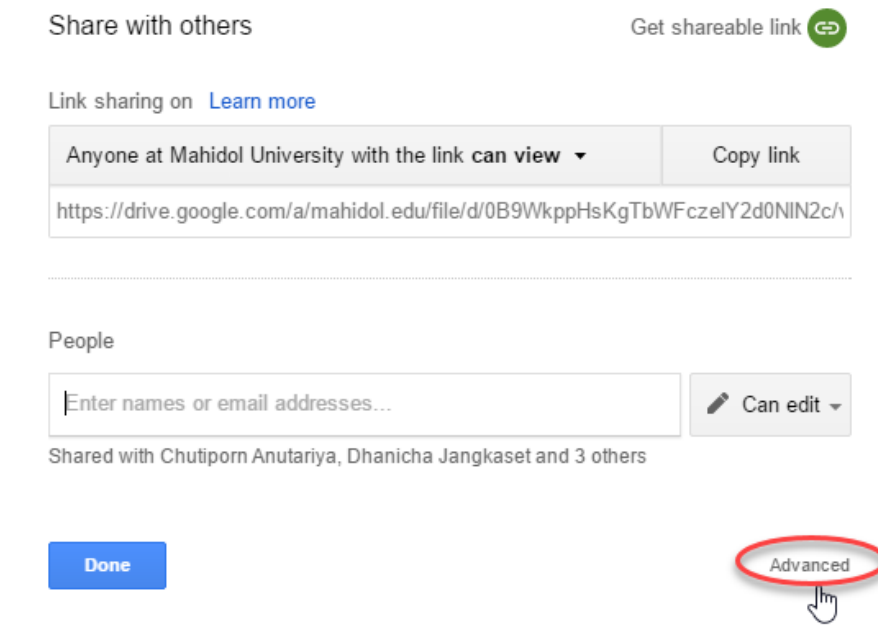 Share with others
Get shareable link
Link sharing on Learn more
Anyone at Mahidol University with the link can view
Copy link
https://drive.google.com/a/mahidol.edu/file/d/0B9WkppHsKgTbWFczelY2d0NlN2c/v
People
Enter names or email addresses...
Can edit
Shared with Chutiporn Anutariya, Dhanicha Jangkaset and 3 others
Done
Advanced